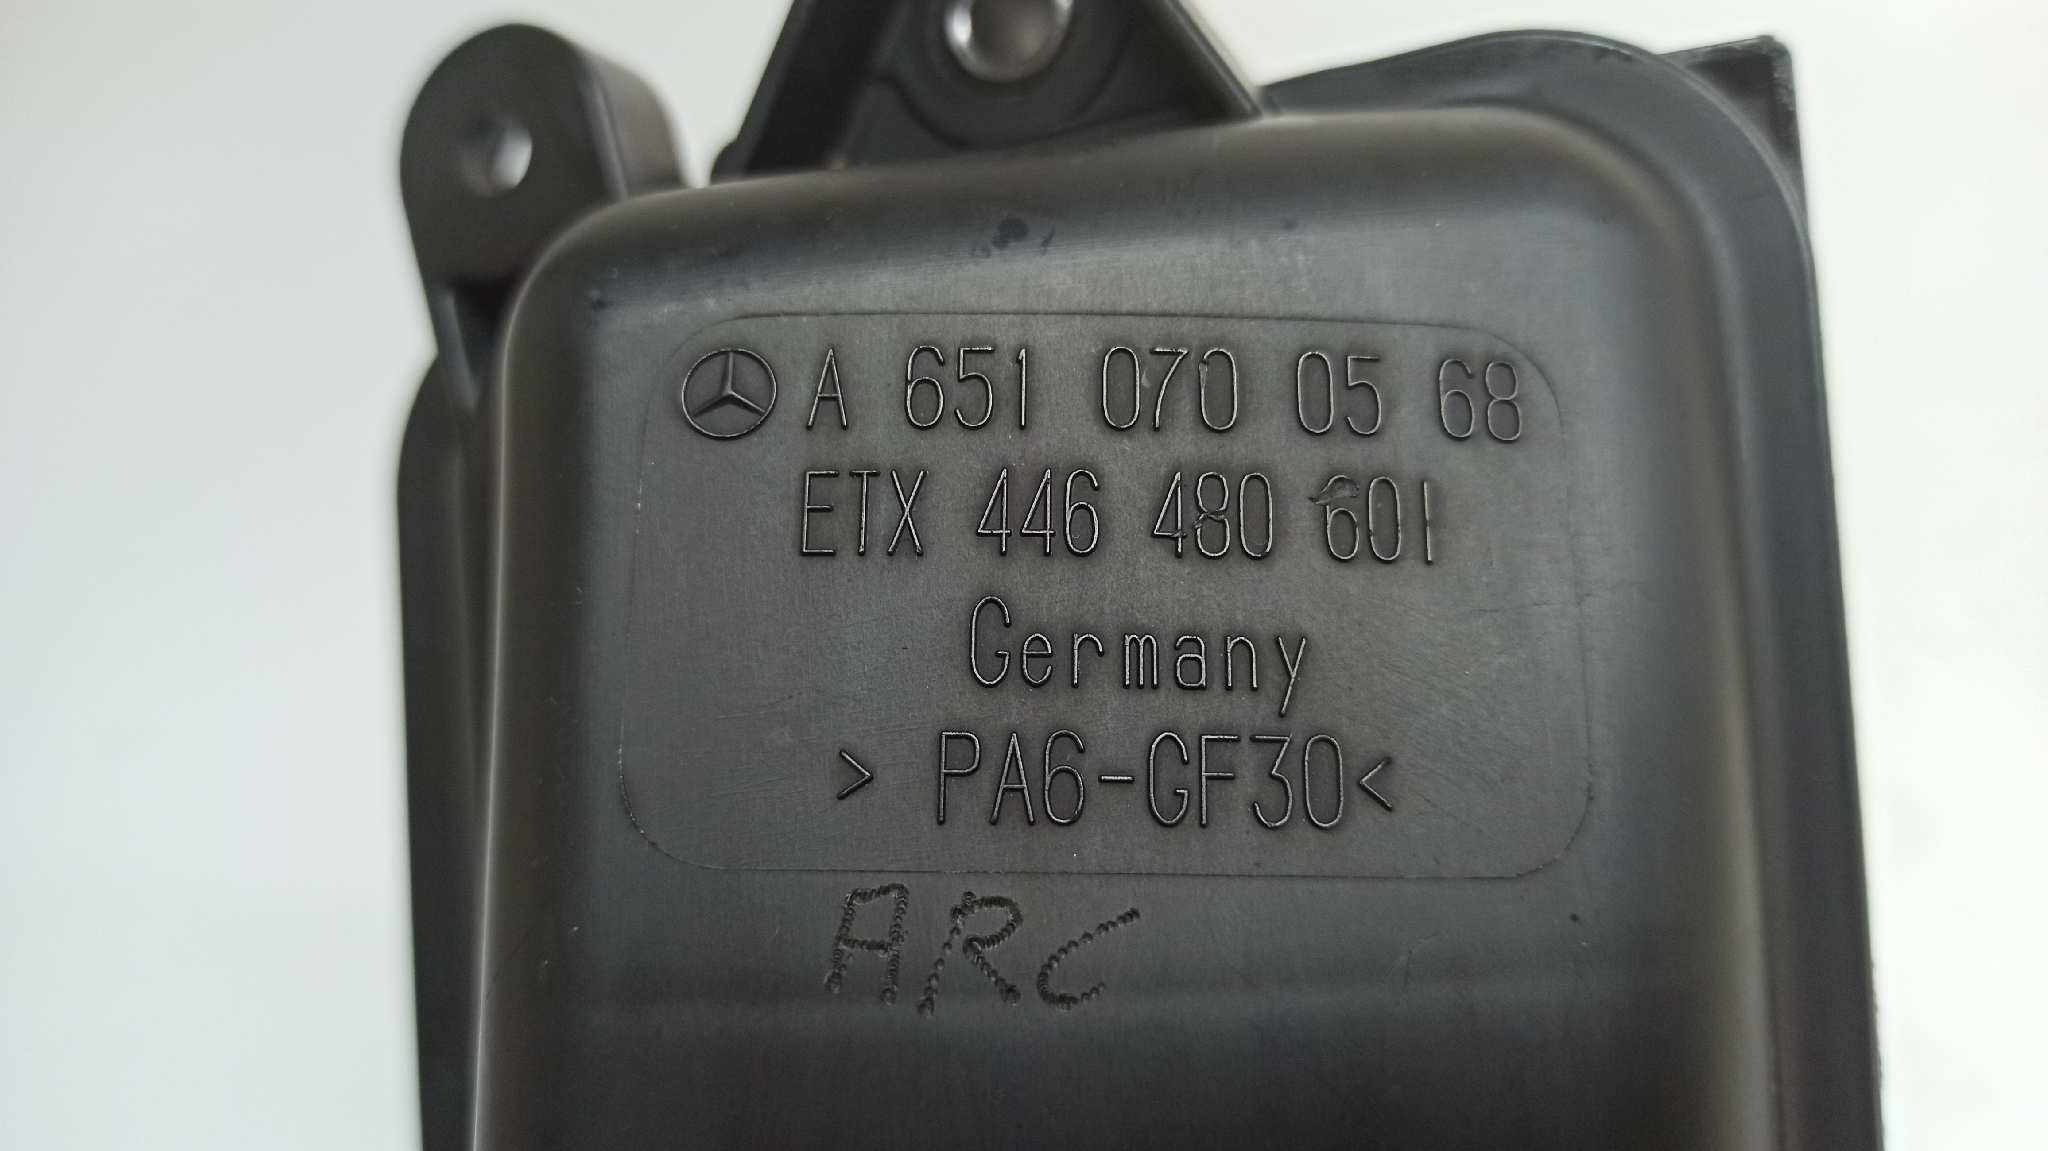 A 651 070 05 68
ETX 446 480 601
Germany
> PA6-GF30<
ARC